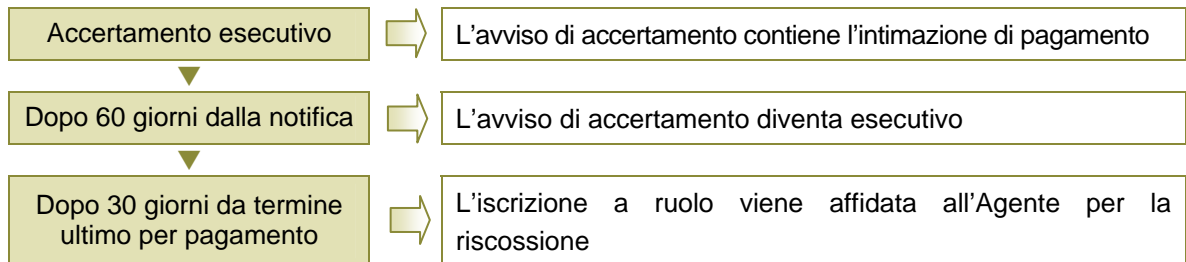 Accertamento esecutivo
L'avviso di accertamento contiene l'intimazione di pagamento
Dopo 60 giorni dalla notifica
L'avviso di accertamento diventa esecutivo
Dopo 30 giorni da termine
ultimo per pagamento
L'iscrizione a ruolo viene affidata all'Agente per la
riscossione